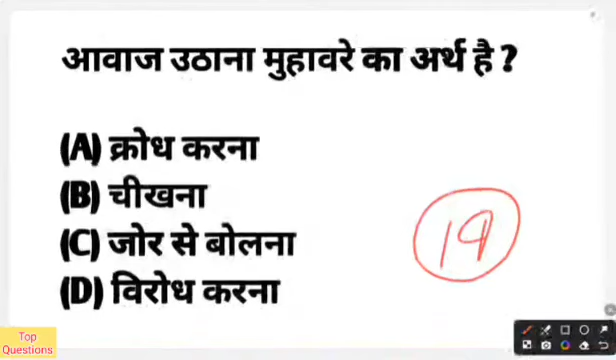 आवाज उठाना मुहावरे का अर्थ है ?
(A) क्रोध करना
(B) चीखना
(C) जोर से बोलना
(D) विरोध करना
19
Top
Questions